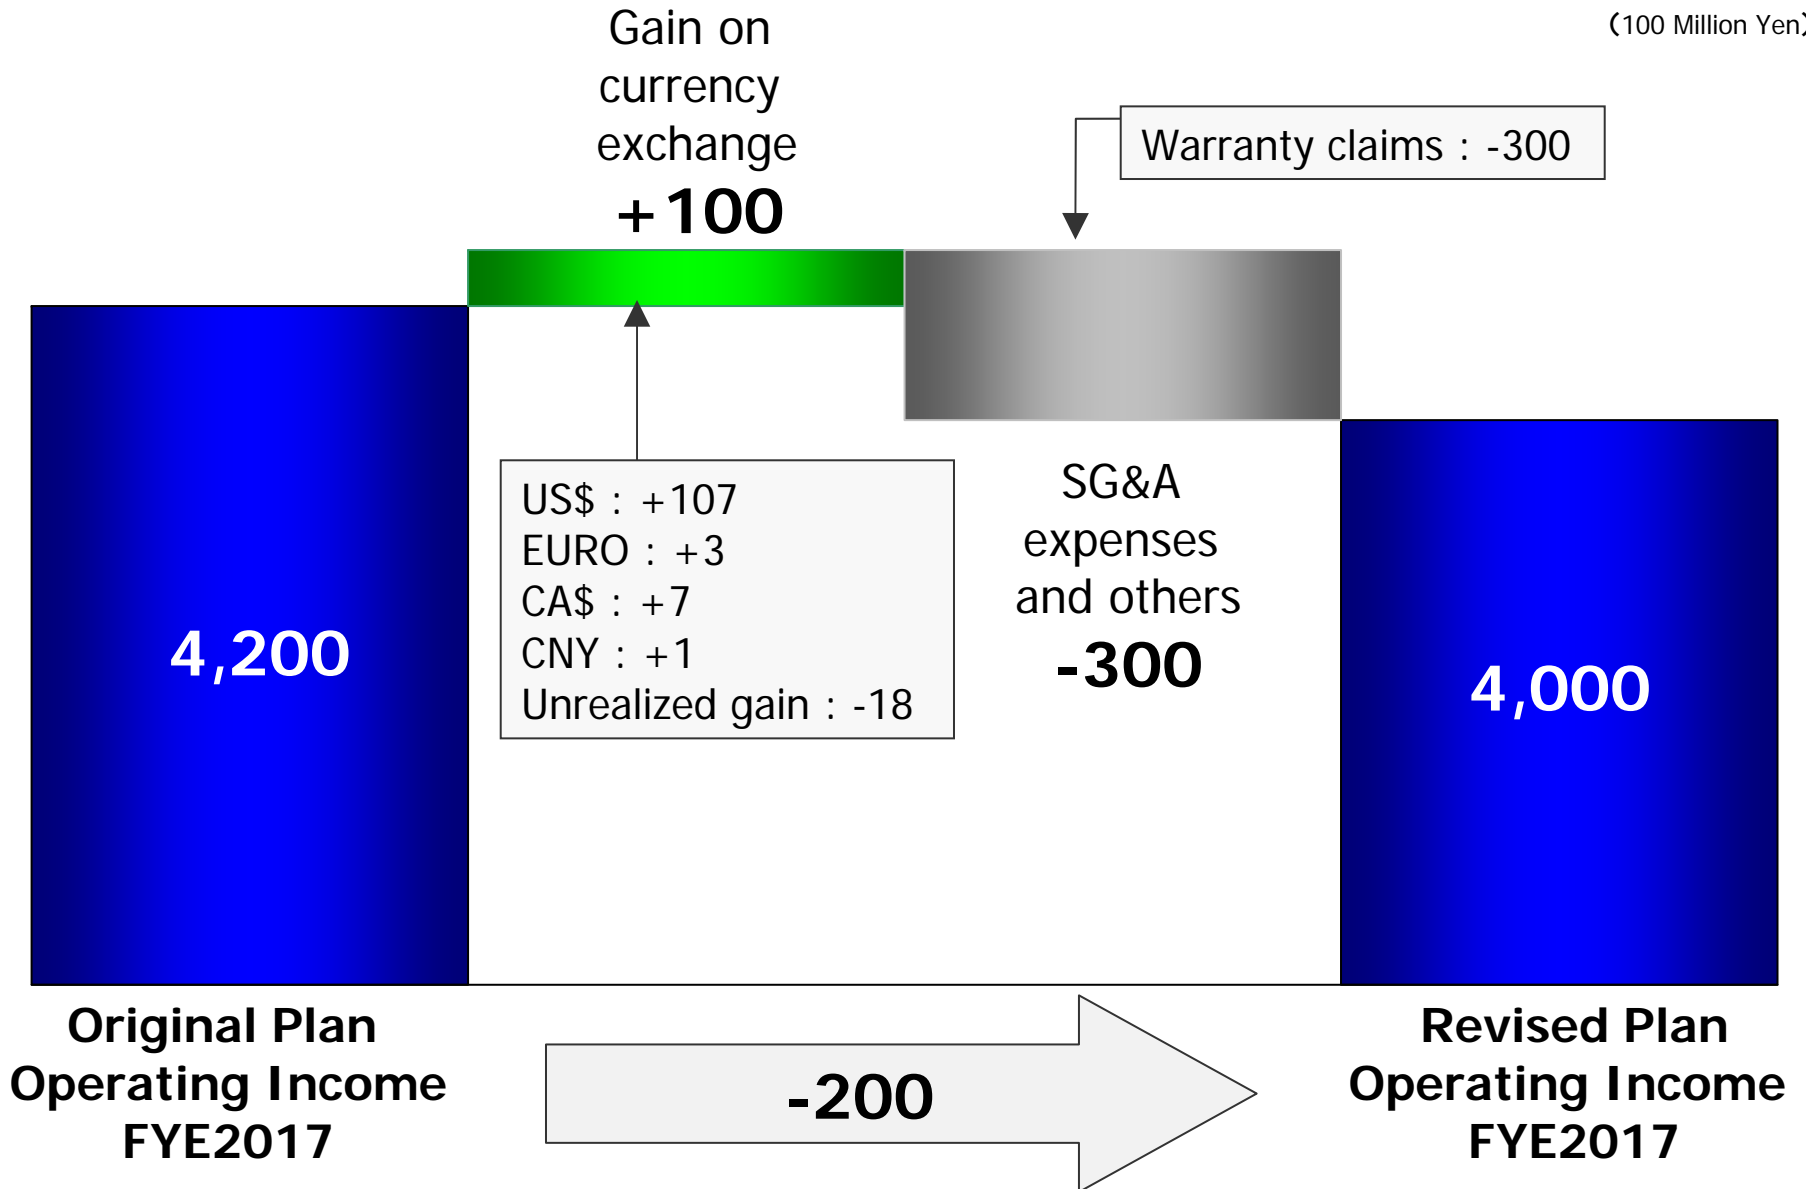 (100 Million Yen)
Gain on
currency
exchange
+100
Warranty claims : -300
4,200
US$ : +107
EURO : +3
CA$ : +7
CNY : +1
Unrealized gain : -18
SG&A
expenses
and others
-300
4,000
Original Plan
Operating Income
FYE2017
-200
Revised Plan
Operating Income
FYE2017